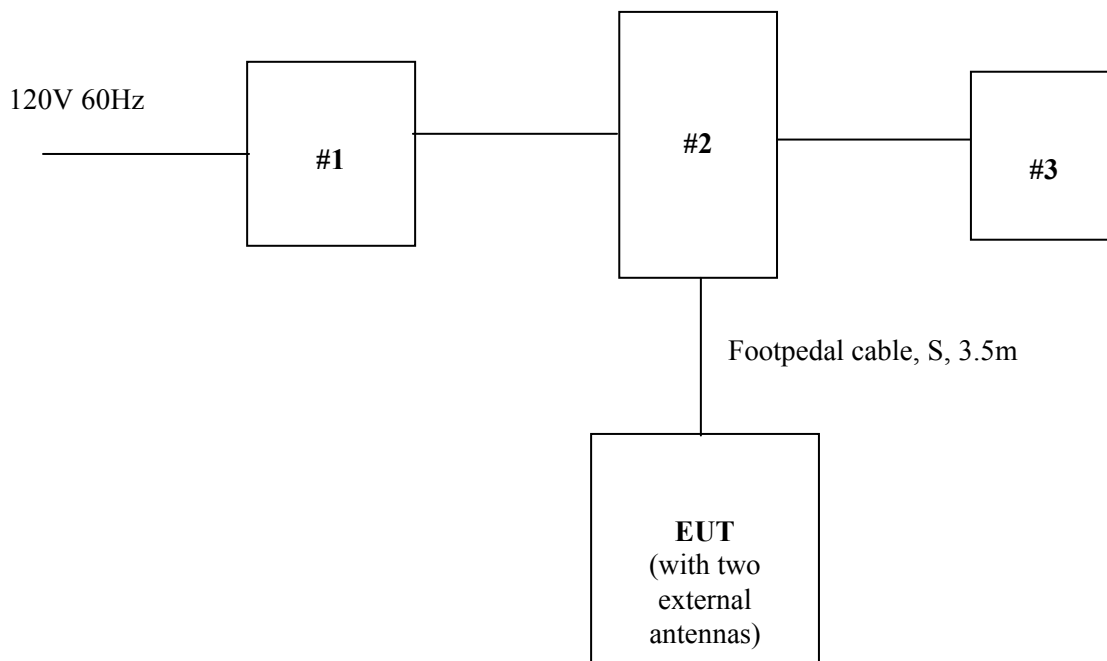 120V 60Hz
#1
#2
#3
Footpedal cable, S, 3.5m
EUT
(with two
external
antennas)